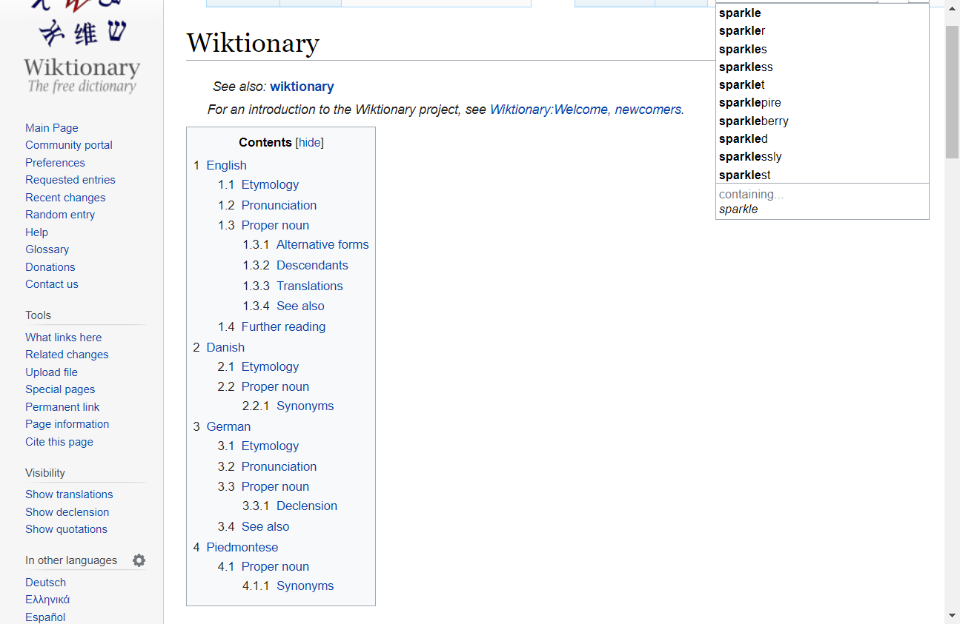 维
Wiktionary
The free dictionary
Main Page
Community portal
Preferences
Requested entries
Recent changes
Random entry
Help
Glossary
Donations
Contact us
Tools
What links here
Related changes
Upload file
Special pages
Permanent link
Page information
Cite this page
Visibility
Show translations
Show declension
Show quotations
In other languages
Deutsch
Ελληνικά
Español
Wiktionary
See also: wiktionary
For an introduction to the Wiktionary project, see Wiktionary:Welcome, newcomers.
Contents [hide]
1 English
1.1 Etymology
1.2 Pronunciation
1.3 Proper noun
1.3.1 Alternative forms
1.3.2 Descendants
1.3.3 Translations
1.3.4 See also
1.4 Further reading
2 Danish
2.1 Etymology
2.2 Proper noun
2.2.1 Synonyms
3 German
3.1 Etymology
3.2 Pronunciation
3.3 Proper noun
3.3.1 Declension
3.4 See also
4 Piedmontese
4.1 Proper noun
4.1.1 Synonyms
sparkle
sparkler
sparkles
sparkless
sparklet
sparklepire
sparkleberry
sparkled
sparklessly
sparklest
containing...
sparkle